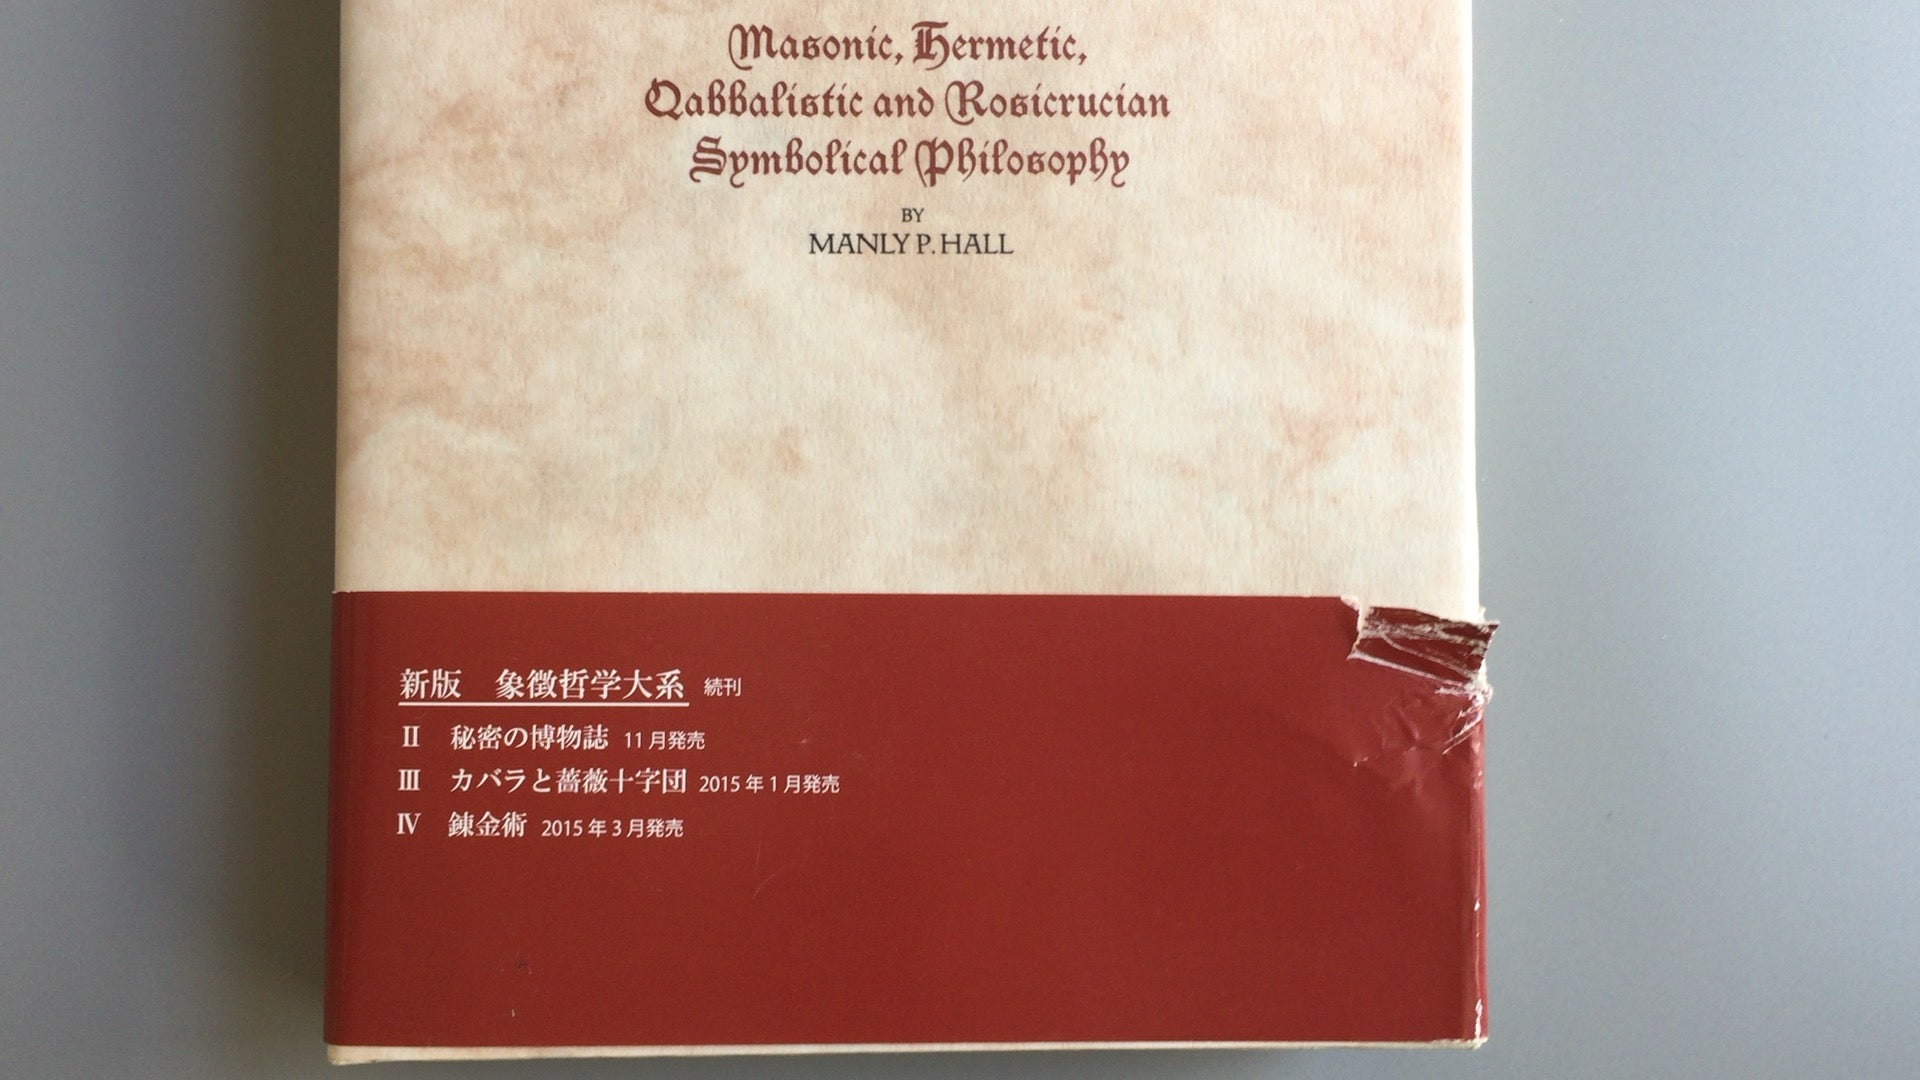 Masonic, Hermetic,
Qabbalistic and Rosicrucian
Symbolical Philosophy
BY
MANLY P. HALL
新版 象徴哲学大系 続刊
Ⅱ 秘密の博物誌 11月発売
Ⅲ カバラと薔薇十字団 2015年1月発売
Ⅳ 錬金術 2015年3月発売